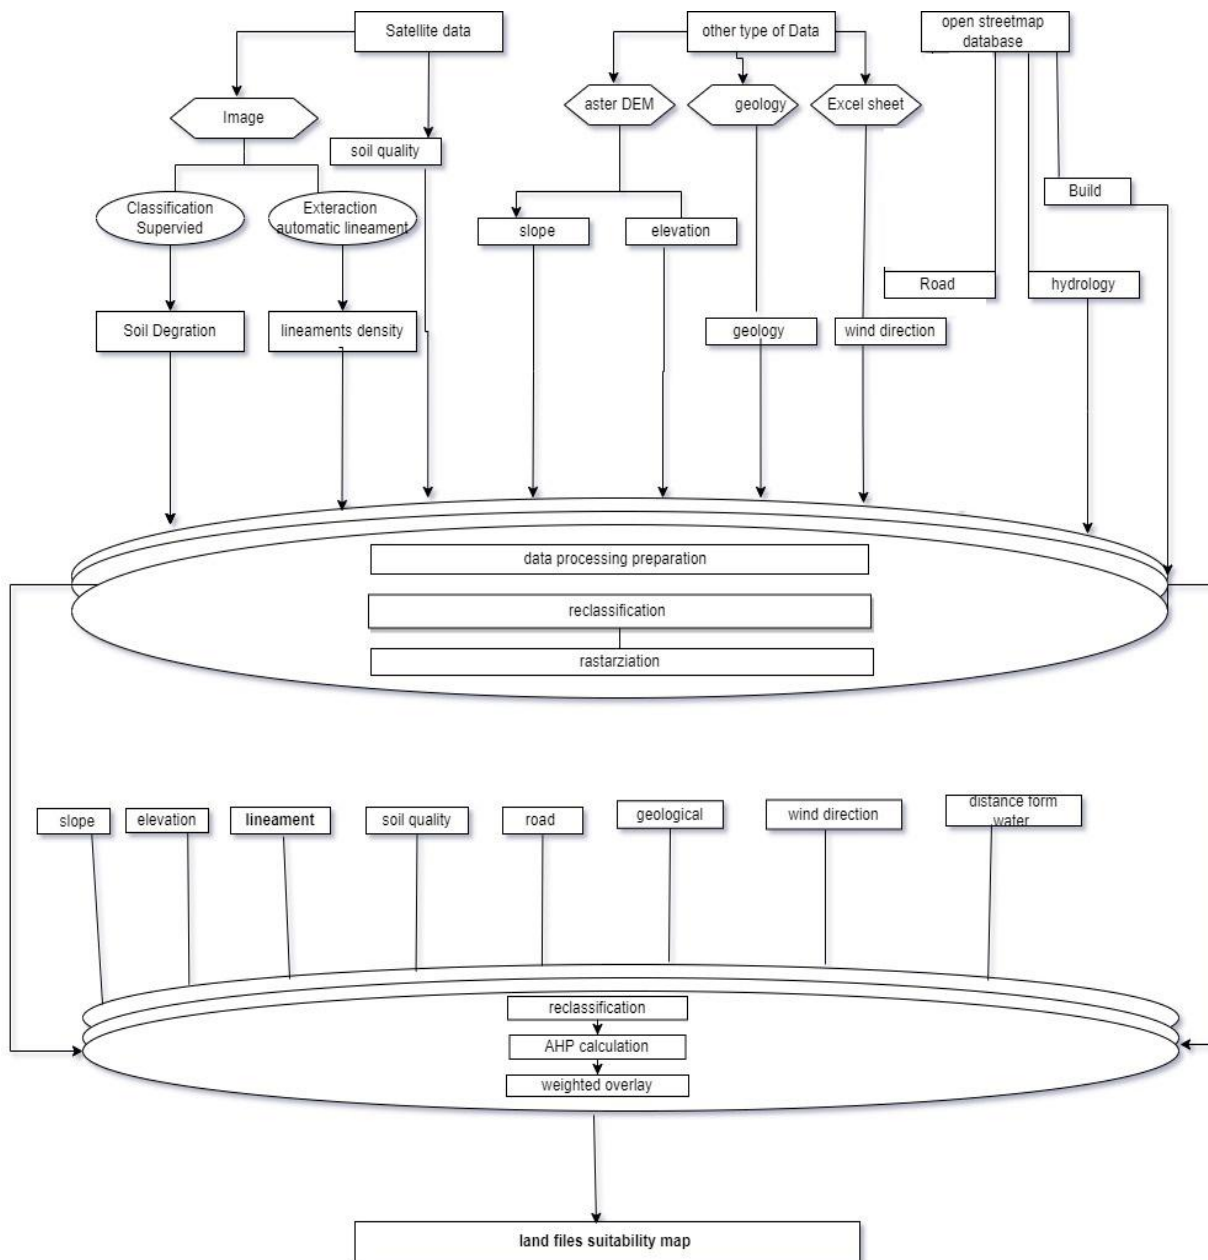 Satellite data
other type of Data
open streetmap
database
Image
aster DEM
geology
Excel sheet
soil quality
Classification
Supervied
Exteraction
automatic lineament
Build
slope
elevation
Road
hydrology
Soil Degration
lineaments density
geology
wind direction
data processing preparation
reclassification
rastarziation
slope
elevation
lineament
soil quality
road
geological
wind direction
distance form
water
reclassification
AHP calculation
weighted overlay
land files suitability map